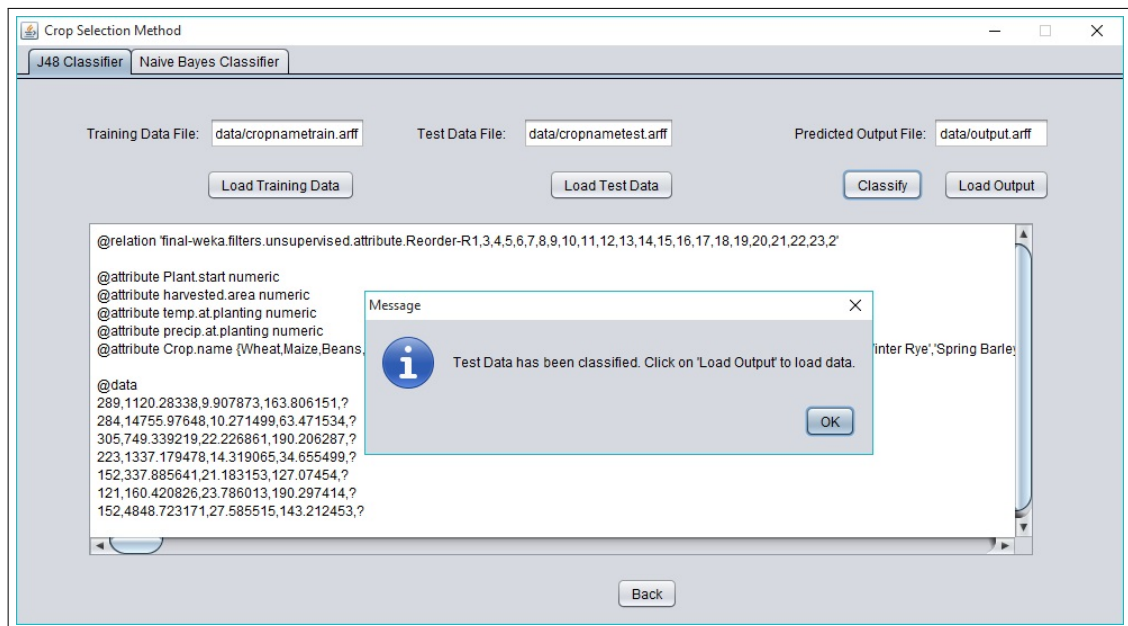 Crop Selection Method
J48 Classifier Naive Bayes Classifier
Training Data File: data/cropnametrain.arff Test Data File: data/cropnametest.arff Predicted Output File: data/output.arff
Load Training Data Load Test Data Classify Load Output
@relation 'final-weka.filters.unsupervised.attribute.Reorder-R1,3,4,5,6,7,8,9,10,11,12,13,14,15,16,17,18,19,20,21,22,23,2'
@attribute Plant.start numeric
@attribute harvested.area numeric
@attribute temp.at.planting numeric
@attribute precip.at.planting numeric
@attribute Crop.name {Wheat,Maize,Beans, inter Rye','Spring Barley
@data
289,1120.28338,9.907873,163.806151,?
284,14755.97648,10.271499,63.471534,?
305,749.339219,22.226861,190.206287,?
223,1337.179478,14.319065,34.655499,?
152,337.885641,21.183153,127.07454,?
121,160.420826,23.786013,190.297414,?
152,4848.723171,27.585515,143.212453,?
Message
Test Data has been classified. Click on 'Load Output' to load data.
OK
Back